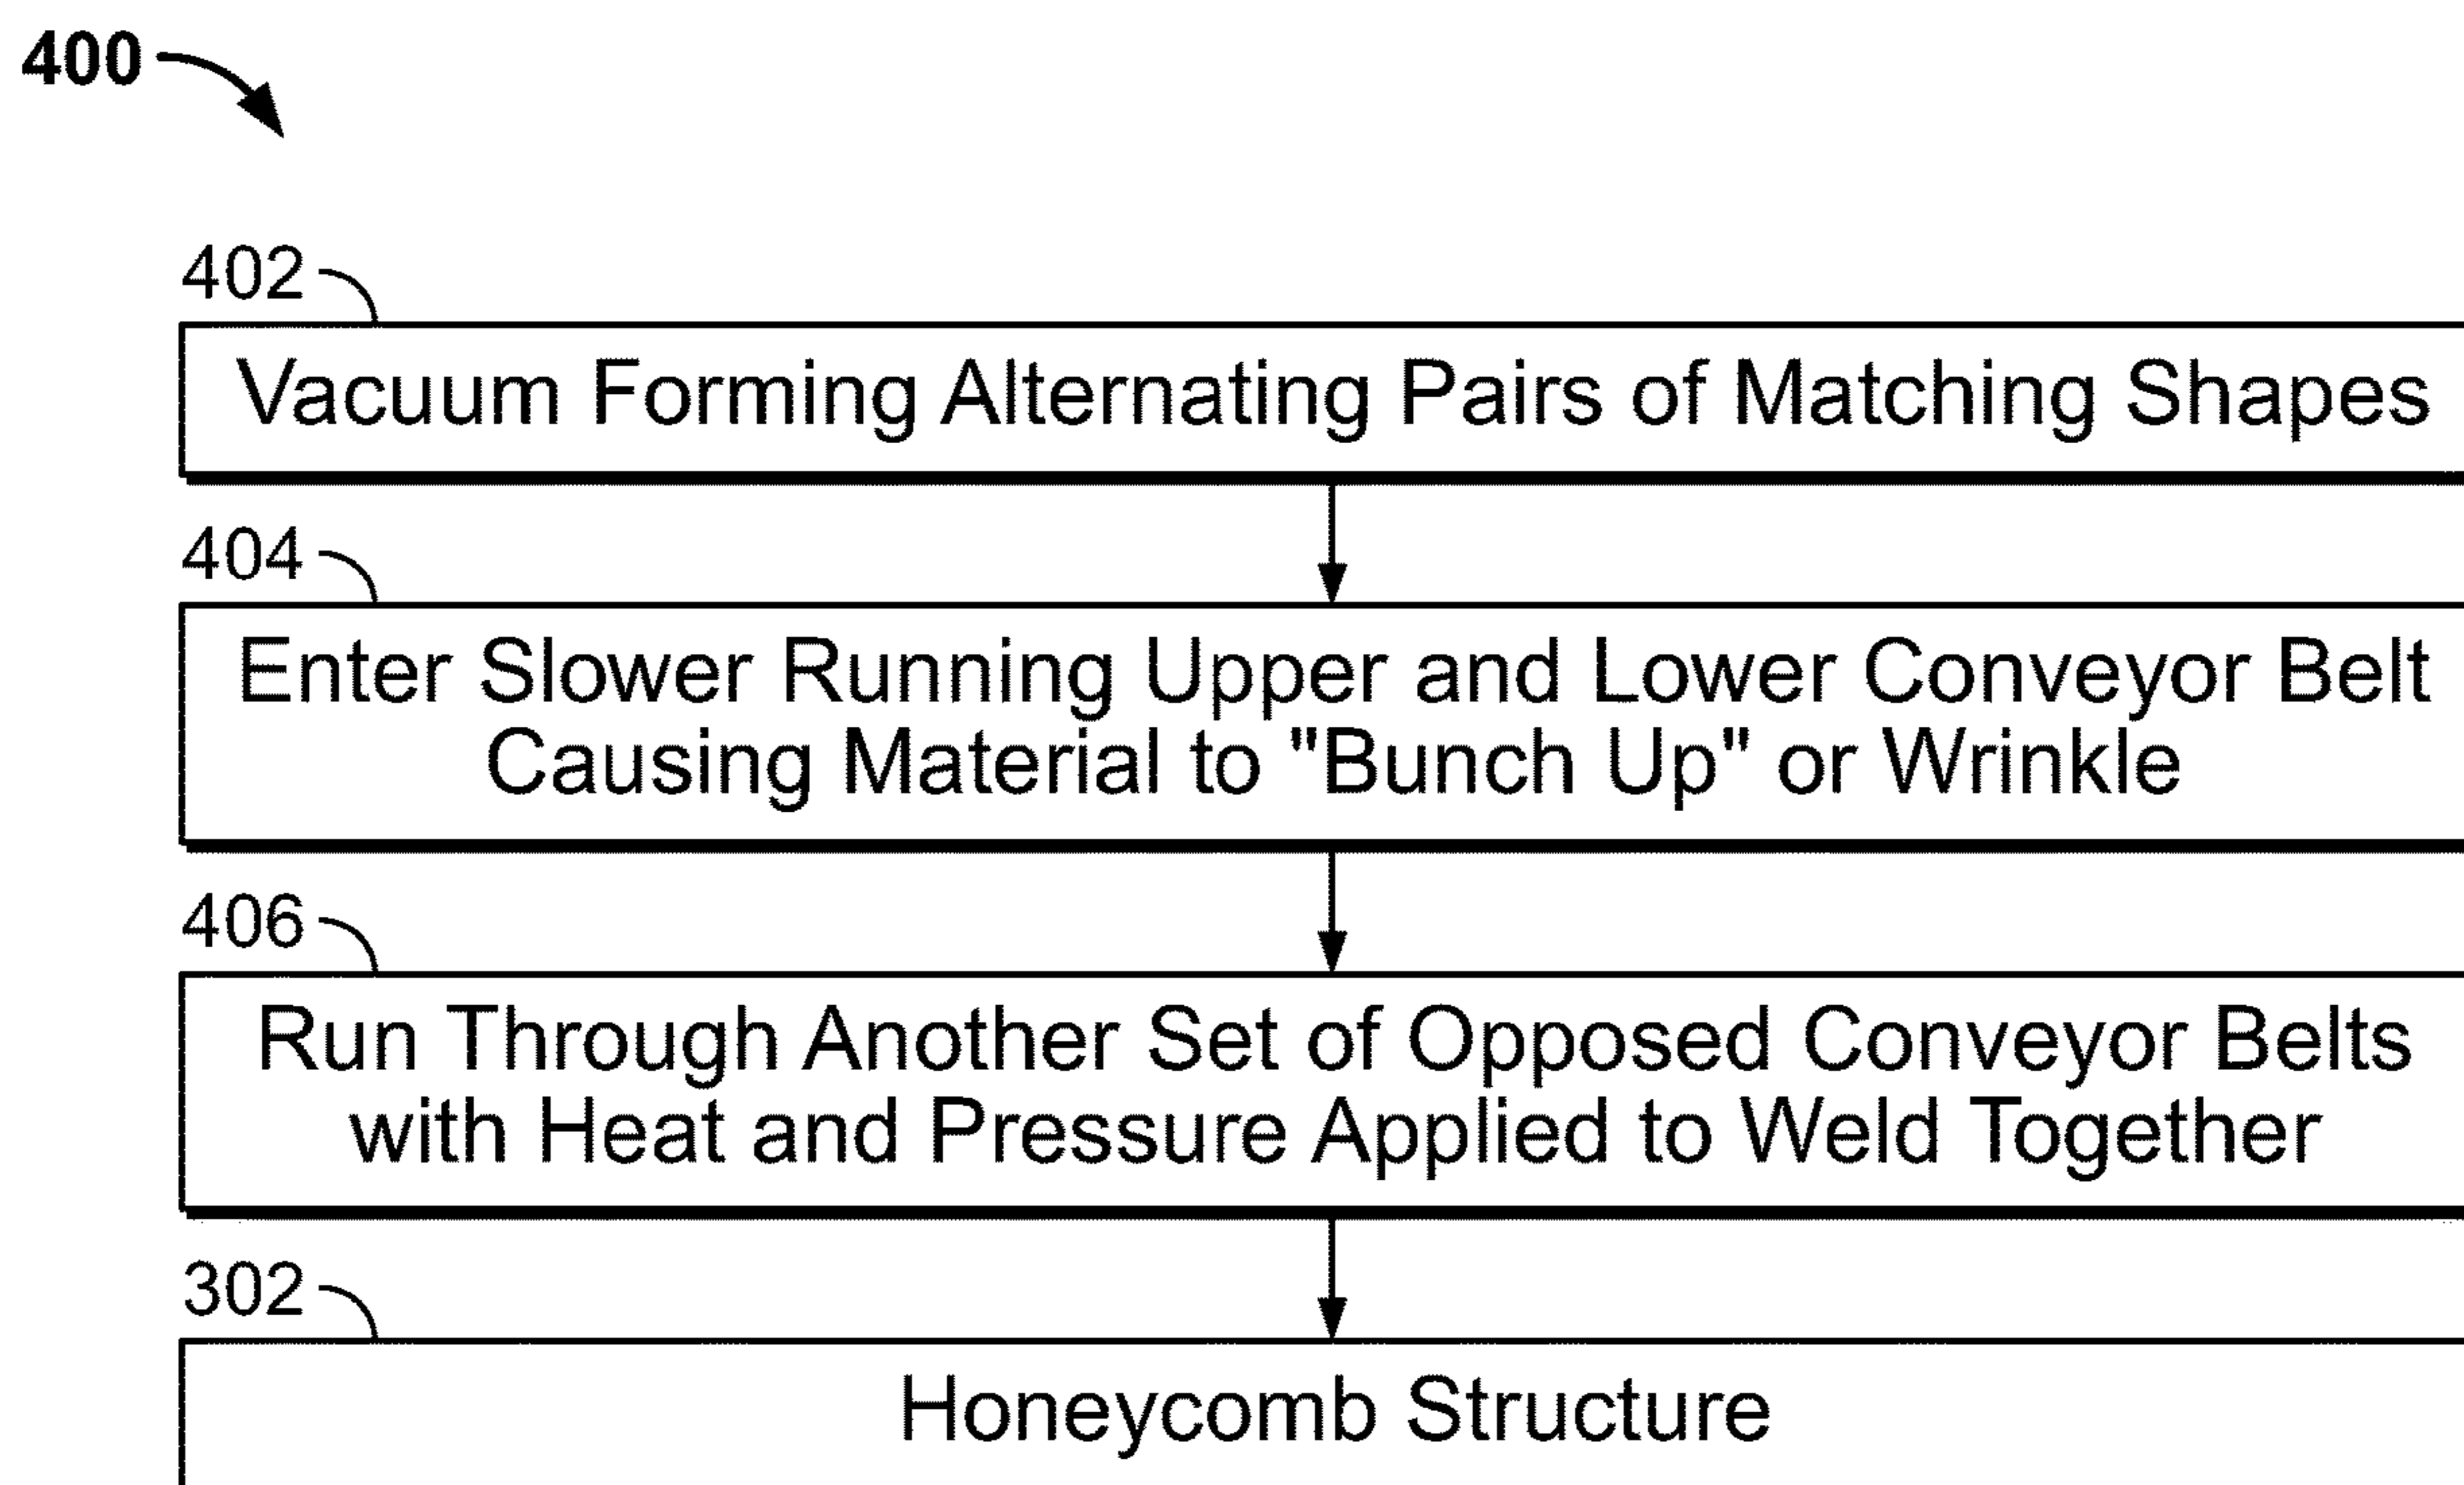 400
402
Vacuum Forming Alternating Pairs of Matching Shapes
404
Enter Slower Running Upper and Lower Conveyor Belt
Causing Material to "Bunch Up" or Wrinkle
406
Run Through Another Set of Opposed Conveyor Belts
with Heat and Pressure Applied to Weld Together
302
Honeycomb Structure